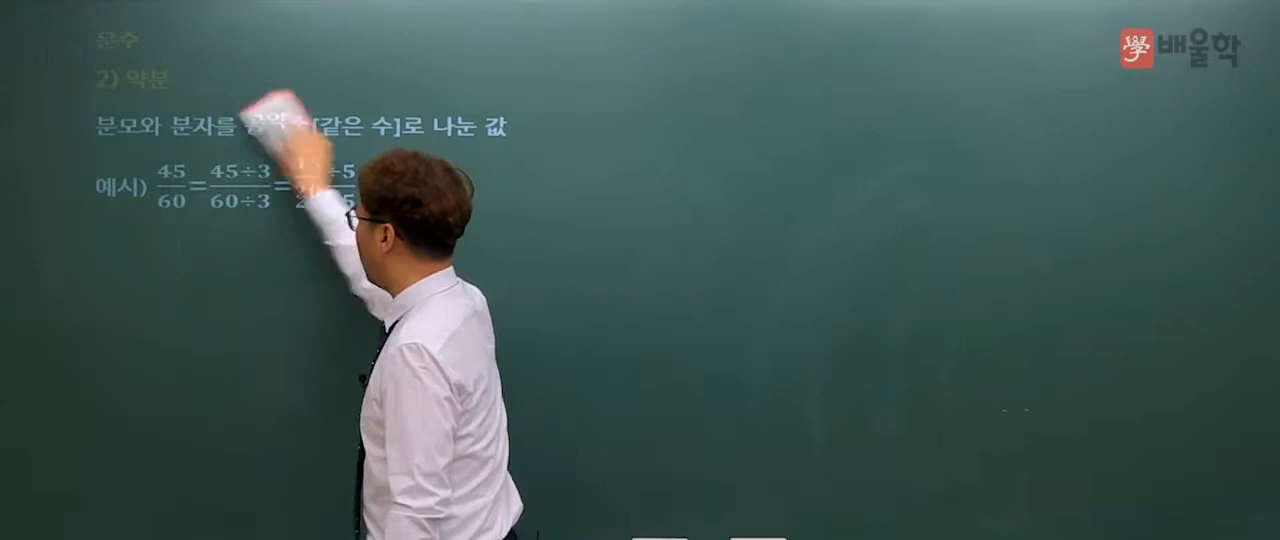 분수
2) 약분
學 배울학
분모와 분자를 [같은 수]로 나눈 값
예시) 45/60=45÷3/60÷3=